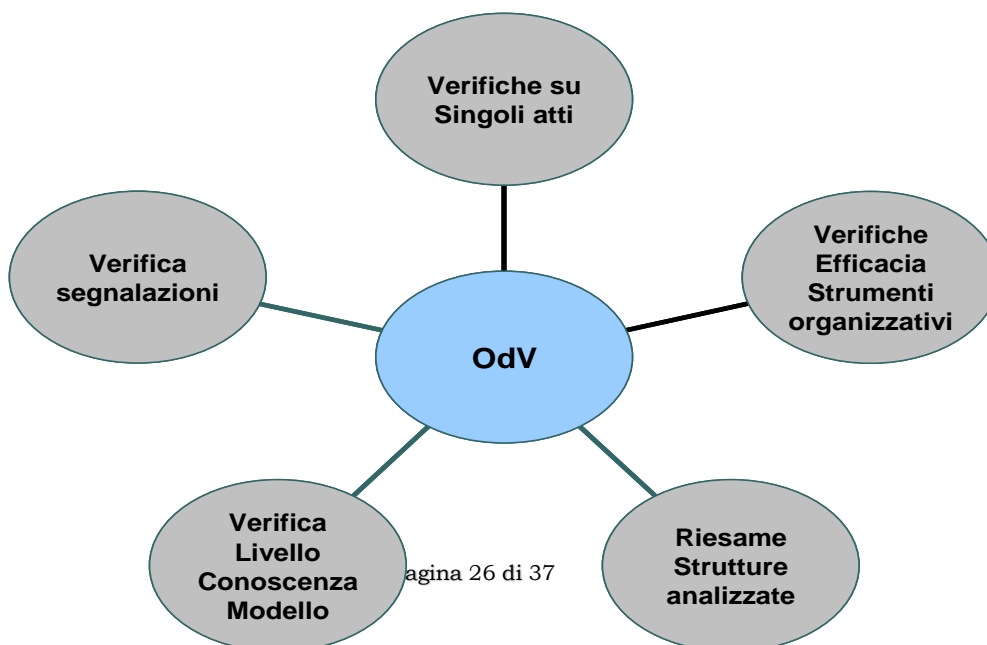 Verifiche su
Singoli atti
Verifica
segnalazioni
Verifiche
Efficacia
Strumenti
organizzativi
OdV
Verifica
Livello
Conoscenza
Modello
agina 26 di 37
Riesame
Strutture
analizzate